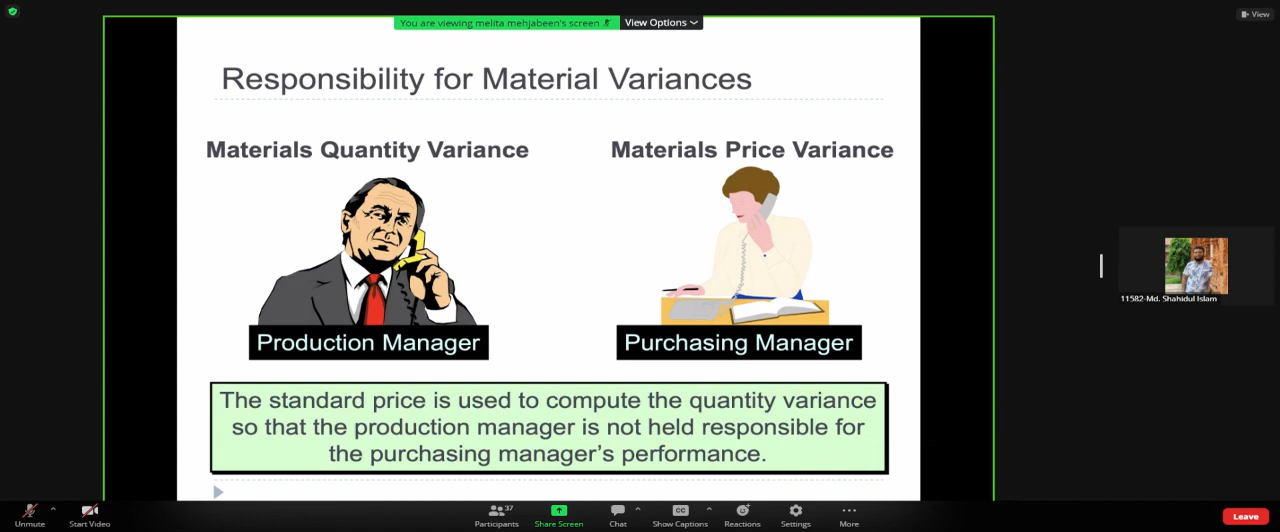 You are viewing melita mehjabeen's screen
View Options
View
Responsibility for Material Variances
Materials Quantity Variance
Materials Price Variance
Production Manager
Purchasing Manager
The standard price is used to compute the quantity variance
so that the production manager is not held responsible for
the purchasing manager's performance.
11582-Md. Shahidul Islam
Unmute
Start Video
37
Participants
Share Screen
Chat
CC
Show Captions
Reactions
Settings
More
Leave